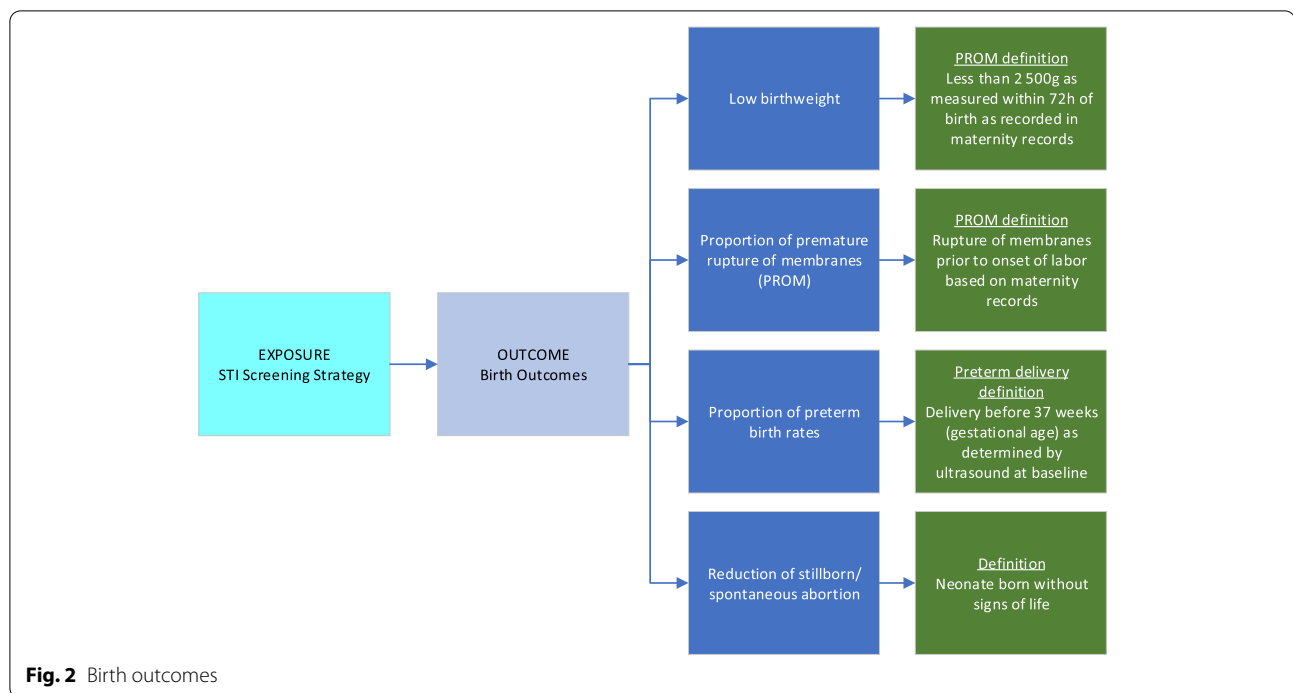 Low birthweight
PROM definition
Less than 2 500g as
measured within 72h of
birth as recorded in
maternity records
Proportion of premature
rupture of membranes
(PROM)
PROM definition
Rupture of membranes
prior to onset of labor
based on maternity
records
EXPOSURE
STI Screening Strategy
OUTCOME
Birth Outcomes
Proportion of preterm
birth rates
Preterm delivery
definition
Delivery before 37 weeks
(gestational age) as
determined by
ultrasound at baseline
Reduction of stillborn/
spontaneous abortion
Definition
Neonate born without
signs of life
Fig. 2 Birth outcomes